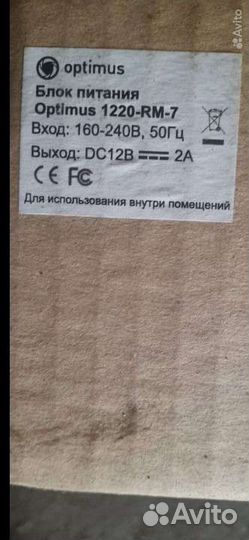 Avito
optimus
Блок питания
Optimus 1220-RM-7
Вход: 160-240В, 50Гц
Выход: DC12В 2А
CE FC
Для использования внутри помещений
Avito